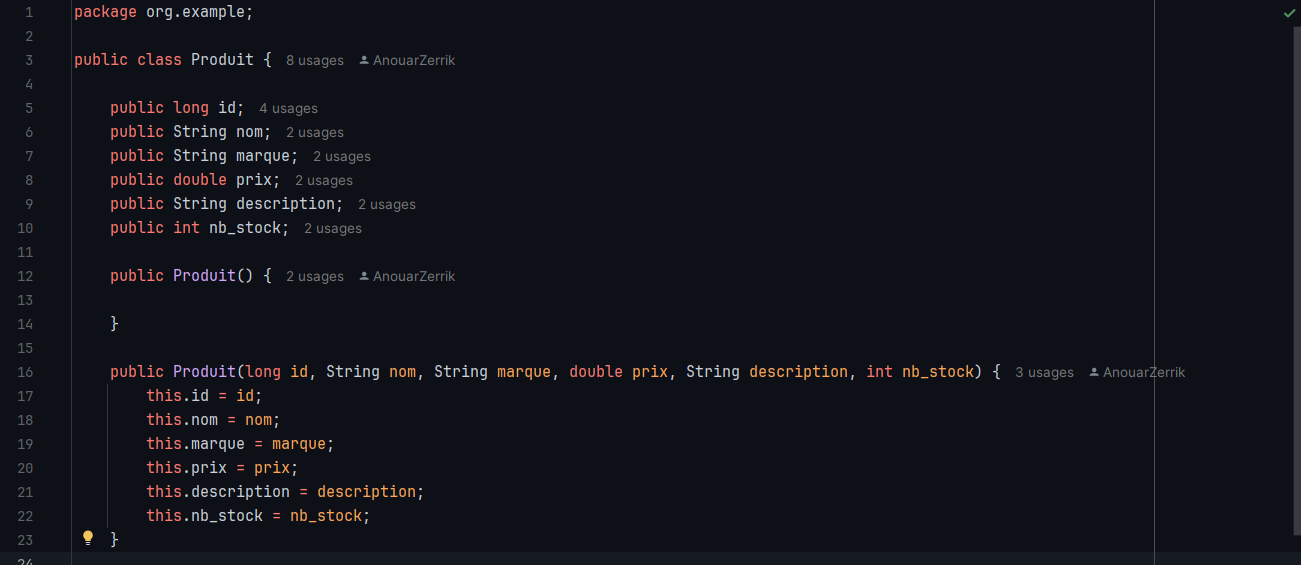 1 package org.example;
2
3 public class Produit { 8 usages AnouarZerrik
4
5 public long id; 4 usages
6 public String nom; 2 usages
7 public String marque; 2 usages
8 public double prix; 2 usages
9 public String description; 2 usages
10 public int nb_stock; 2 usages
11
12 public Produit() { 2 usages AnouarZerrik
13
14 }
15
16 public Produit(long id, String nom, String marque, double prix, String description, int nb_stock) { 3 usages AnouarZerrik
17 this.id = id;
18 this.nom = nom;
19 this.marque = marque;
20 this.prix = prix;
21 this.description = description;
22 this.nb_stock = nb_stock;
23 }
24